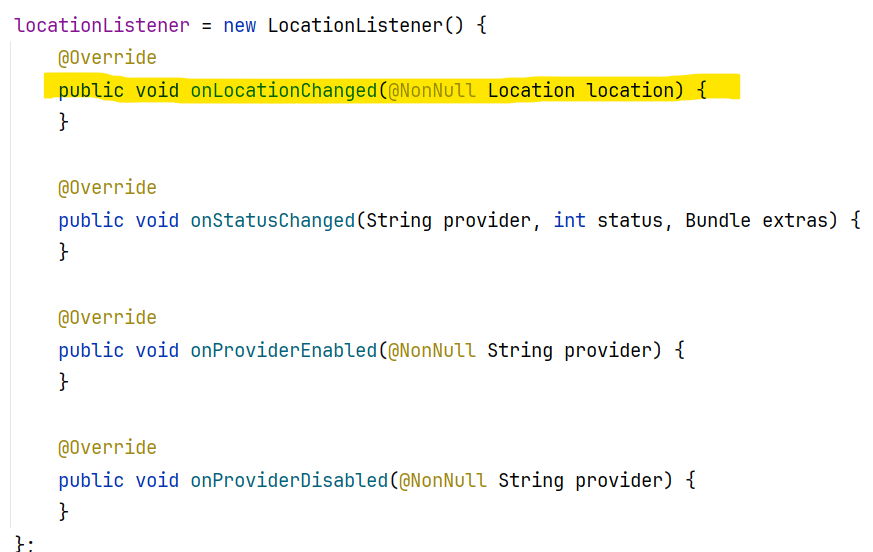 locationListener = new LocationListener() {
    @Override
    public void onLocationChanged(@NonNull Location location) {
    }

    @Override
    public void onStatusChanged(String provider, int status, Bundle extras) {
    }

    @Override
    public void onProviderEnabled(@NonNull String provider) {
    }

    @Override
    public void onProviderDisabled(@NonNull String provider) {
    }
};